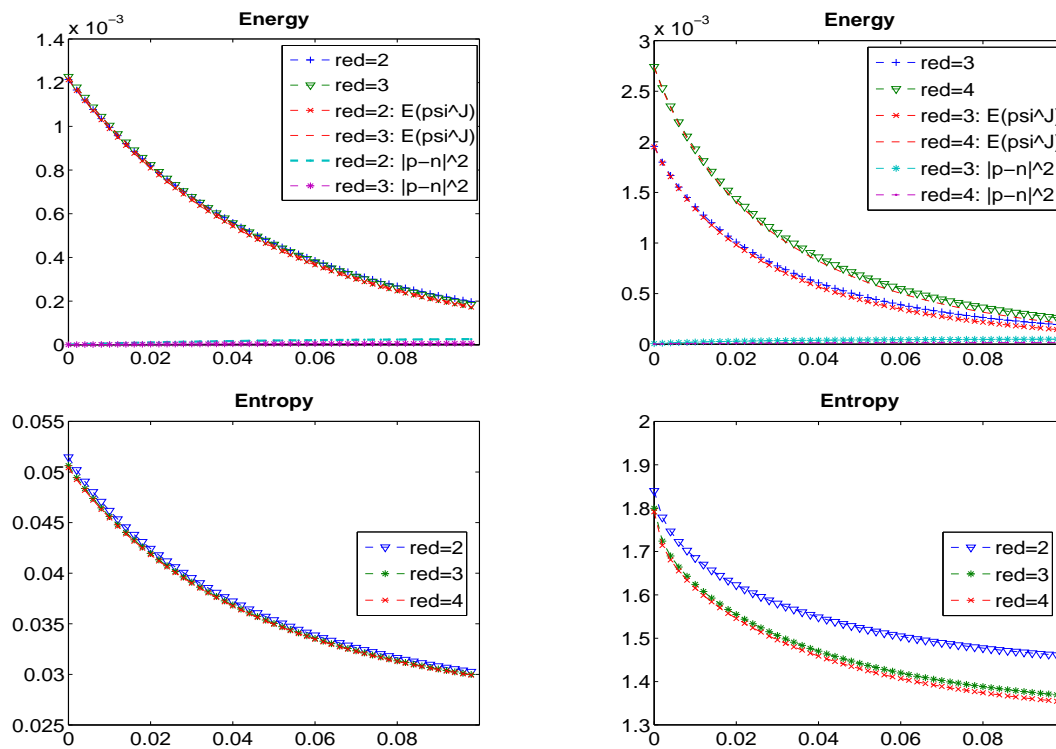 Energy
x 10^-3
1.4
1.2
1
0.8
0.6
0.4
0.2
0
0 0.02 0.04 0.06 0.08
red=2
red=3
red=2: E(psi^J)
red=3: E(psi^J)
red=2: |p−n|^2
red=3: |p−n|^2
Energy
x 10^-3
3
2.5
2
1.5
1
0.5
0
0 0.02 0.04 0.06 0.08
red=3
red=4
red=3: E(psi^J)
red=4: E(psi^J)
red=3: |p−n|^2
red=4: |p−n|^2
Entropy
0.055
0.05
0.045
0.04
0.035
0.03
0.025
0 0.02 0.04 0.06 0.08
red=2
red=3
red=4
Entropy
2
1.9
1.8
1.7
1.6
1.5
1.4
1.3
0 0.02 0.04 0.06 0.08
red=2
red=3
red=4